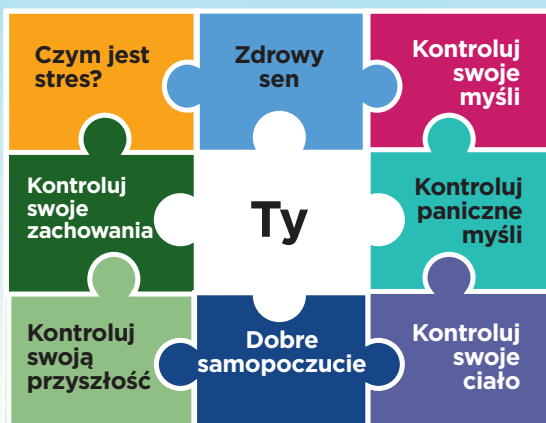 Czym jest
stres?
Zdrowy
sen
Kontroluj
swoje
myśli
Kontroluj
swoje
zachowania
Ty
Kontroluj
paniczne
myśli
Kontroluj
swoją
przyszłość
Dobre
samopoczucie
Kontroluj
swoje
ciało